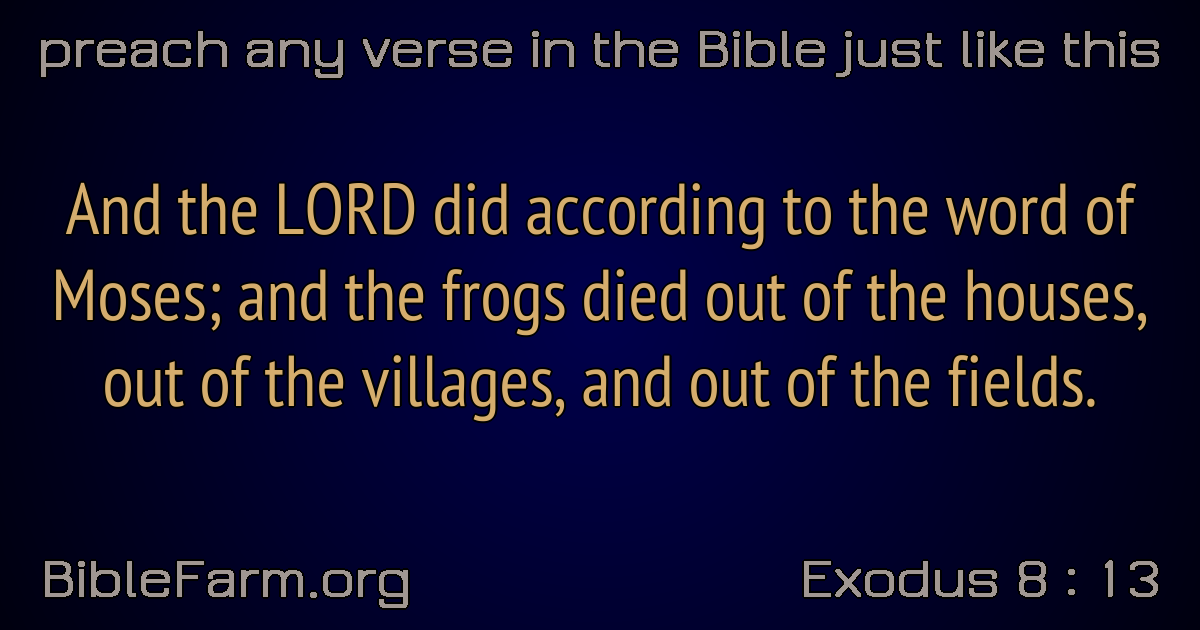 preach any verse in the Bible just like this
And the LORD did according to the word of
Moses; and the frogs died out of the houses,
out of the villages, and out of the fields.
BibleFarm.org
Exodus 8 : 13